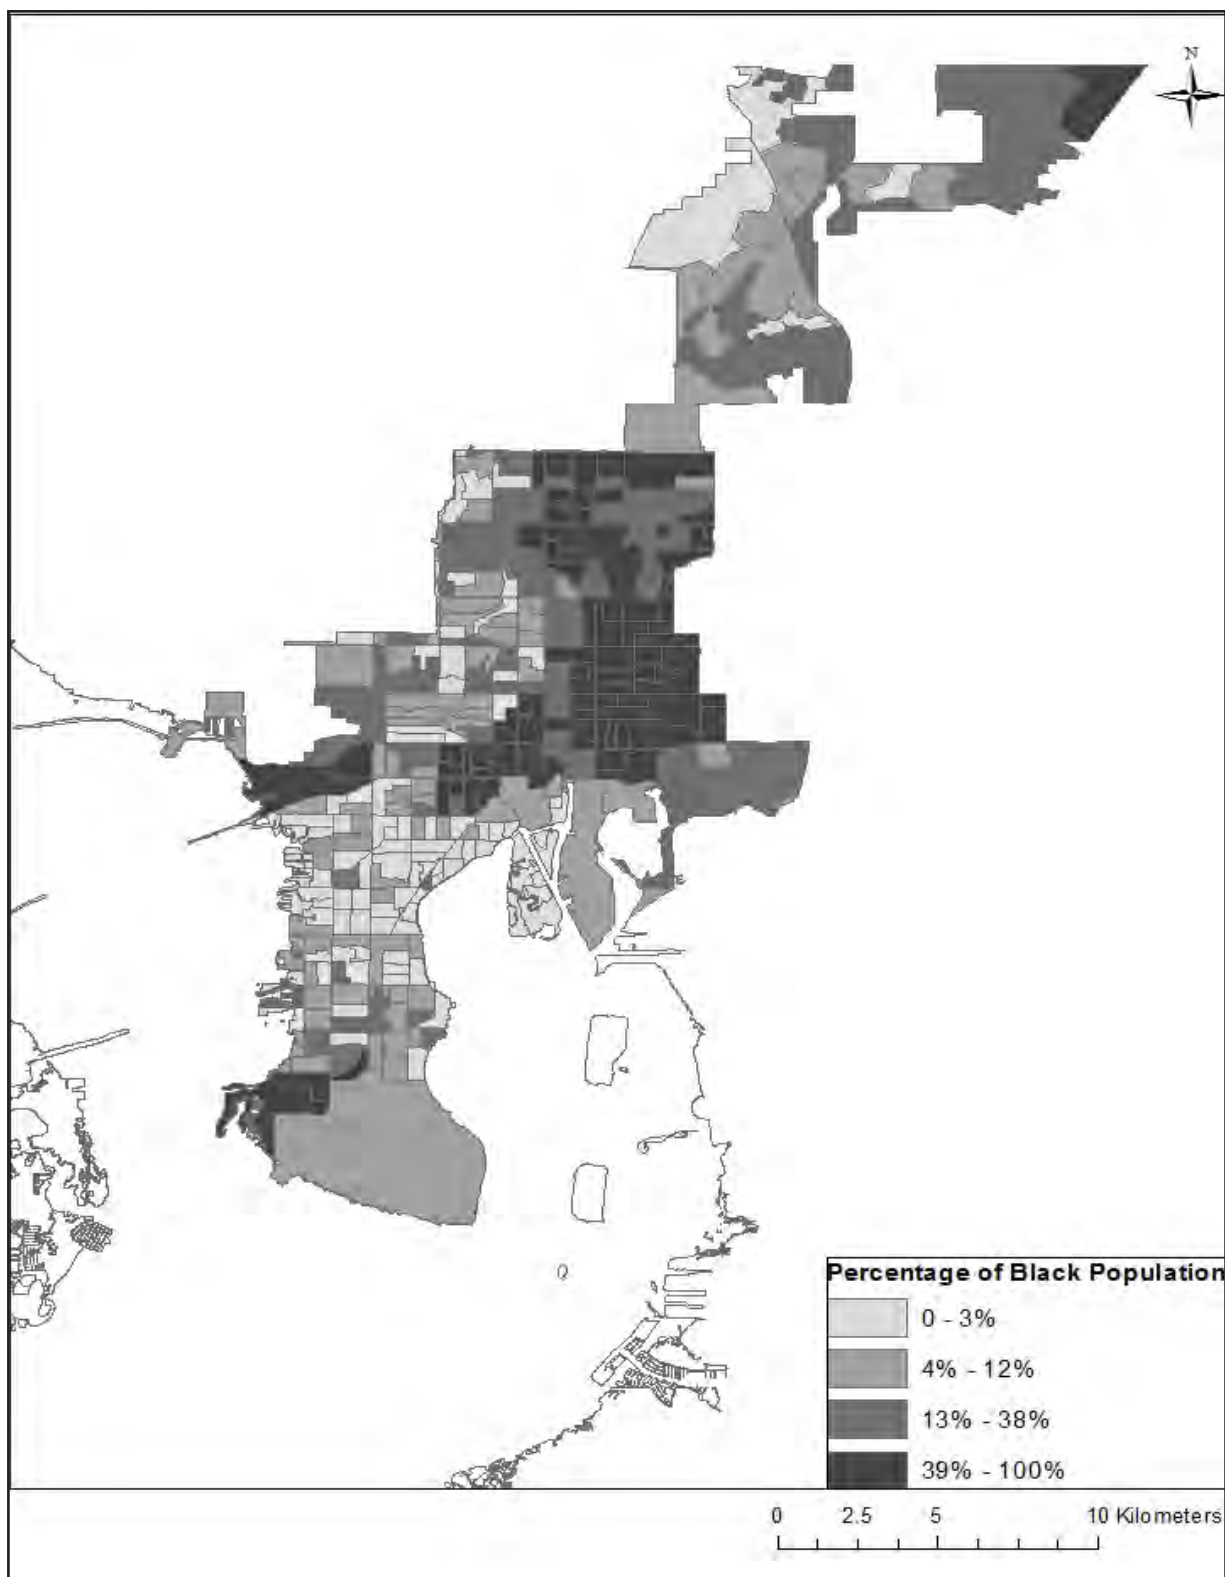 N
Percentage of Black Population
0 - 3%
4% - 12%
13% - 38%
39% - 100%
0 2.5 5 10 Kilometers